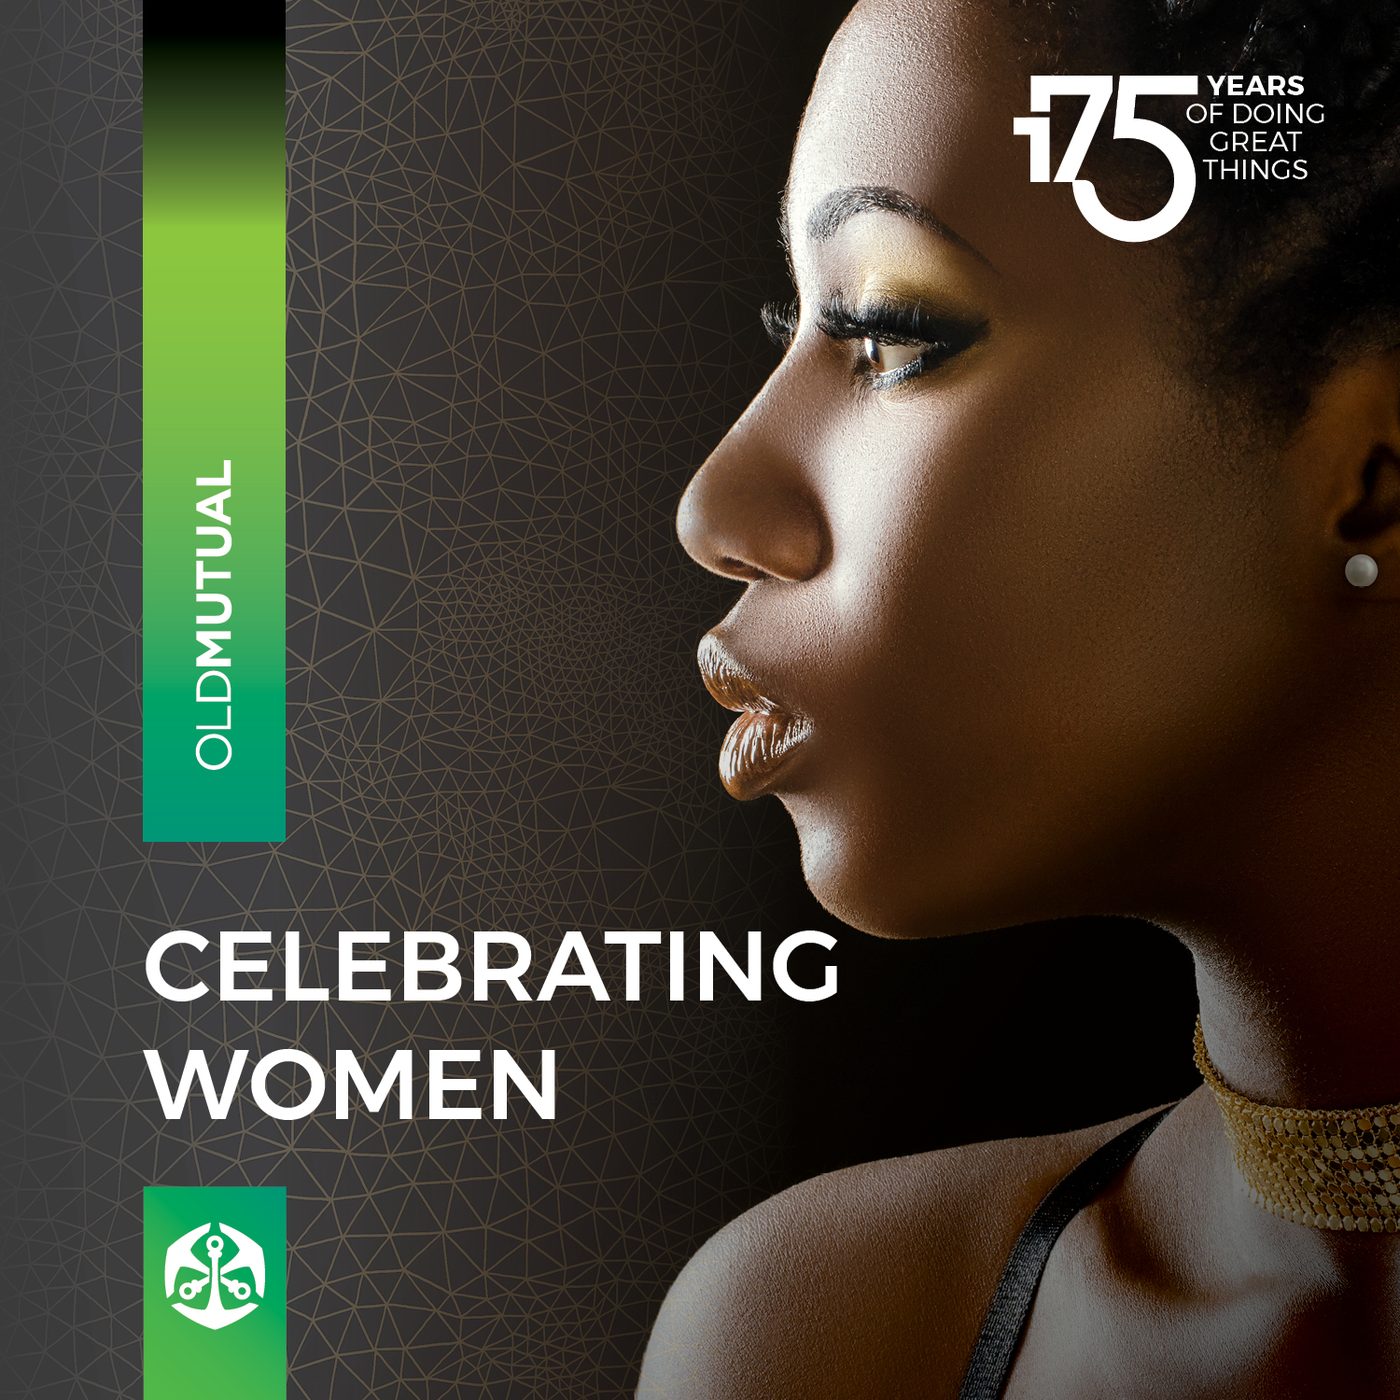 175 YEARS
OF DOING
GREAT
THINGS
OLDMUTUAL
CELEBRATING
WOMEN